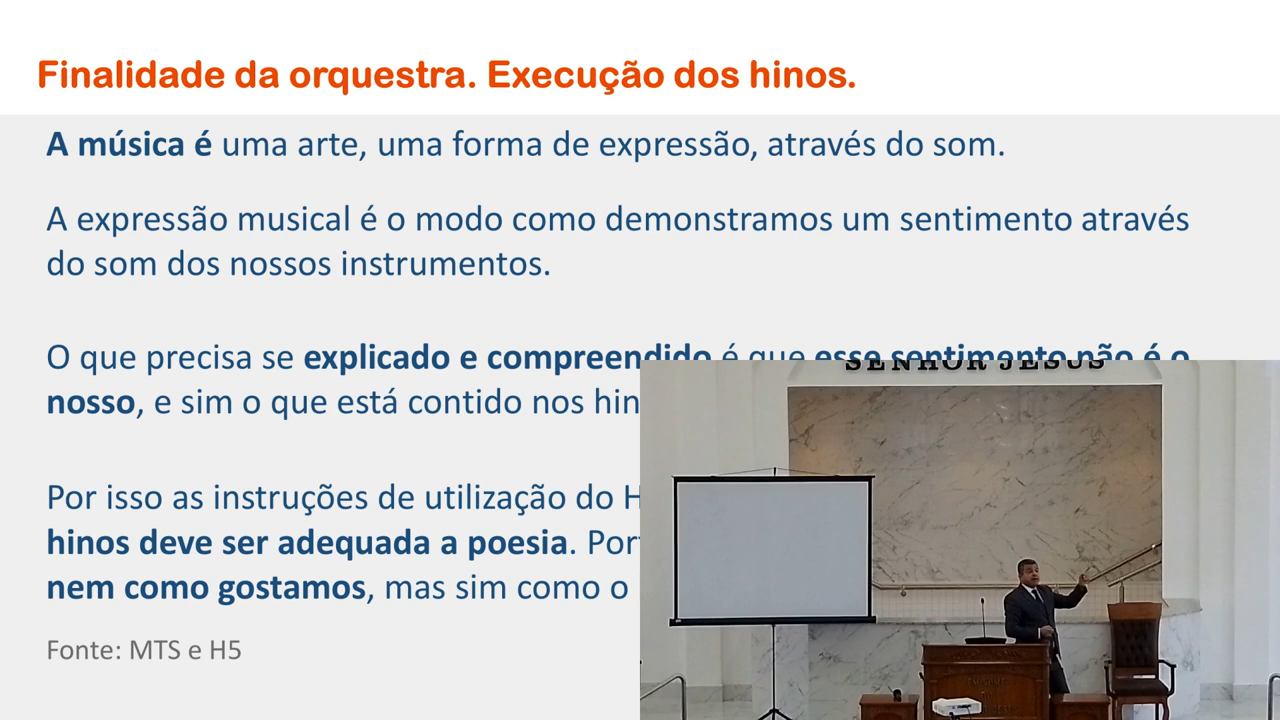 Finalidade da orquestra. Execução dos hinos.
A música é uma arte, uma forma de expressão, através do som.
A expressão musical é o modo como demonstramos um sentimento através
do som dos nossos instrumentos.
O que precisa se explicado e compreendido é que esse sentimento não é o
nosso, e sim o que está contido nos hin
Por isso as instruções de utilização do H
hinos deve ser adequada a poesia. Por
nem como gostamos, mas sim como o
Fonte: MTS e H5
SENHOR JESUS